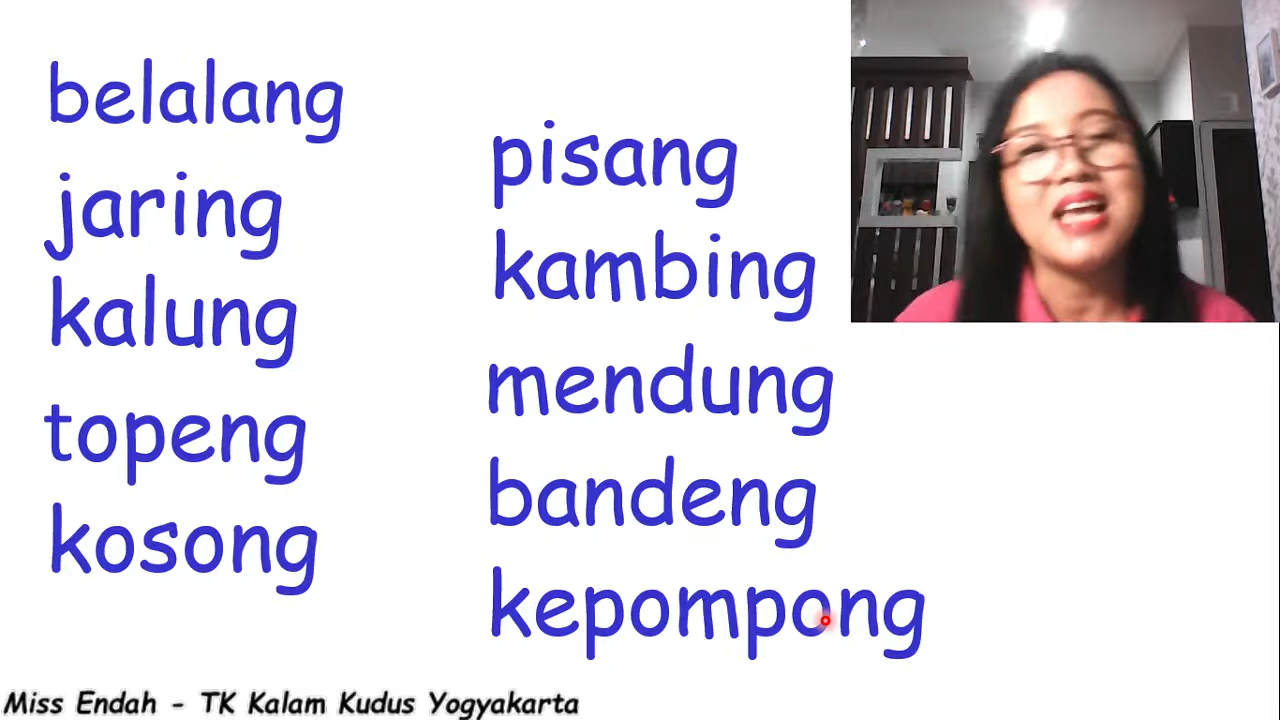 belalang
jaring
kalung
topeng
kosong
pisang
kambing
mendung
bandeng
kepompong
Miss Endah - TK Kalam Kudus Yogyakarta